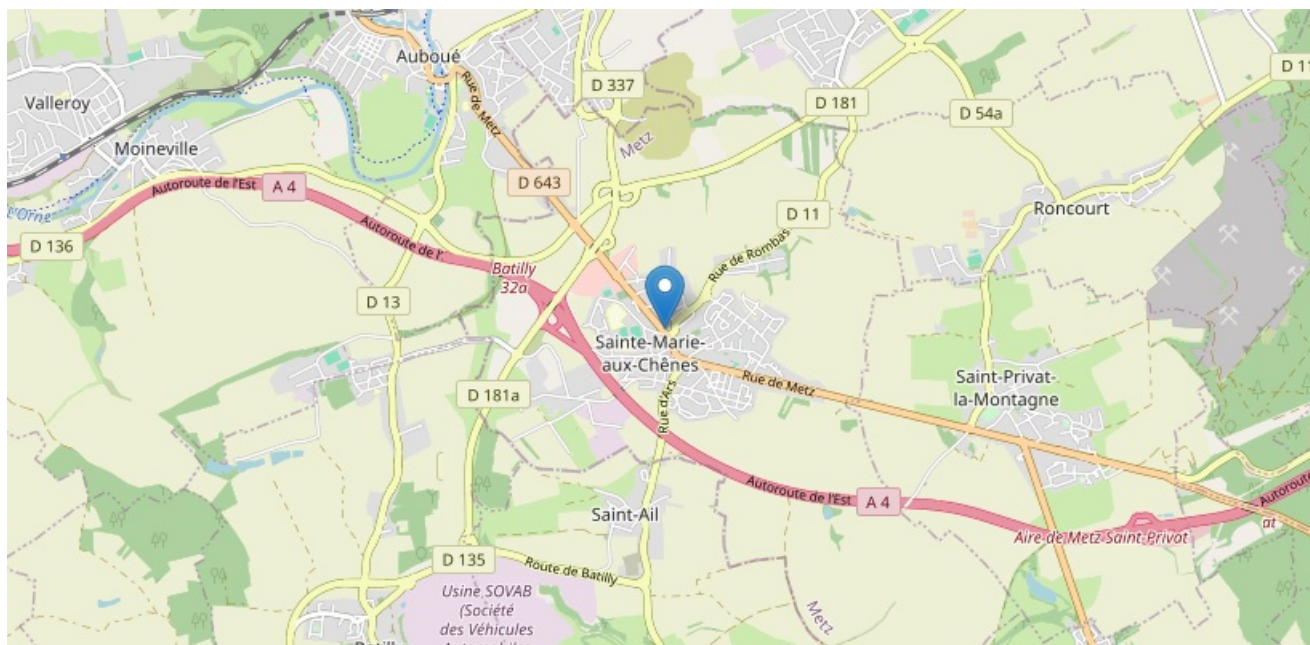 Auboué
Valleroy
D 337
Rue de Metz
D 181
D 11
D 54a
Moineville
Metz
Autoroute de l'Est
A 4
D 643
l'Orne
D 136
Autoroute de l'
D 11
Roncourt
Rue de Rombas
Batilly
32a
D 13
Sainte-Marie-
aux-Chênes
Rue de Metz
Saint-Privat-
la-Montagne
D 181a
Rue d'Ars
Autoroute de l'Est
A 4
Autoroute
Saint-Ail
Aire de Metz Saint-Privat
at
D 135
Route de Batilly
Usine SOVAB
(Société
des Véhicules
Metz